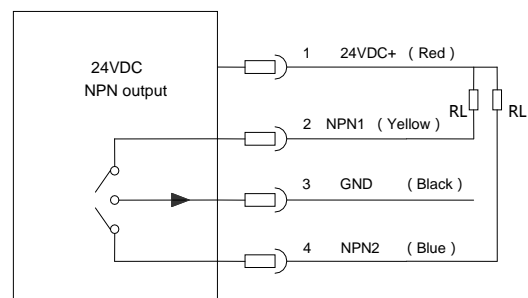 24VDC
NPN output
1 24VDC+ ( Red )
RL RL
2 NPN1 ( Yellow )
3 GND ( Black )
4 NPN2 ( Blue )